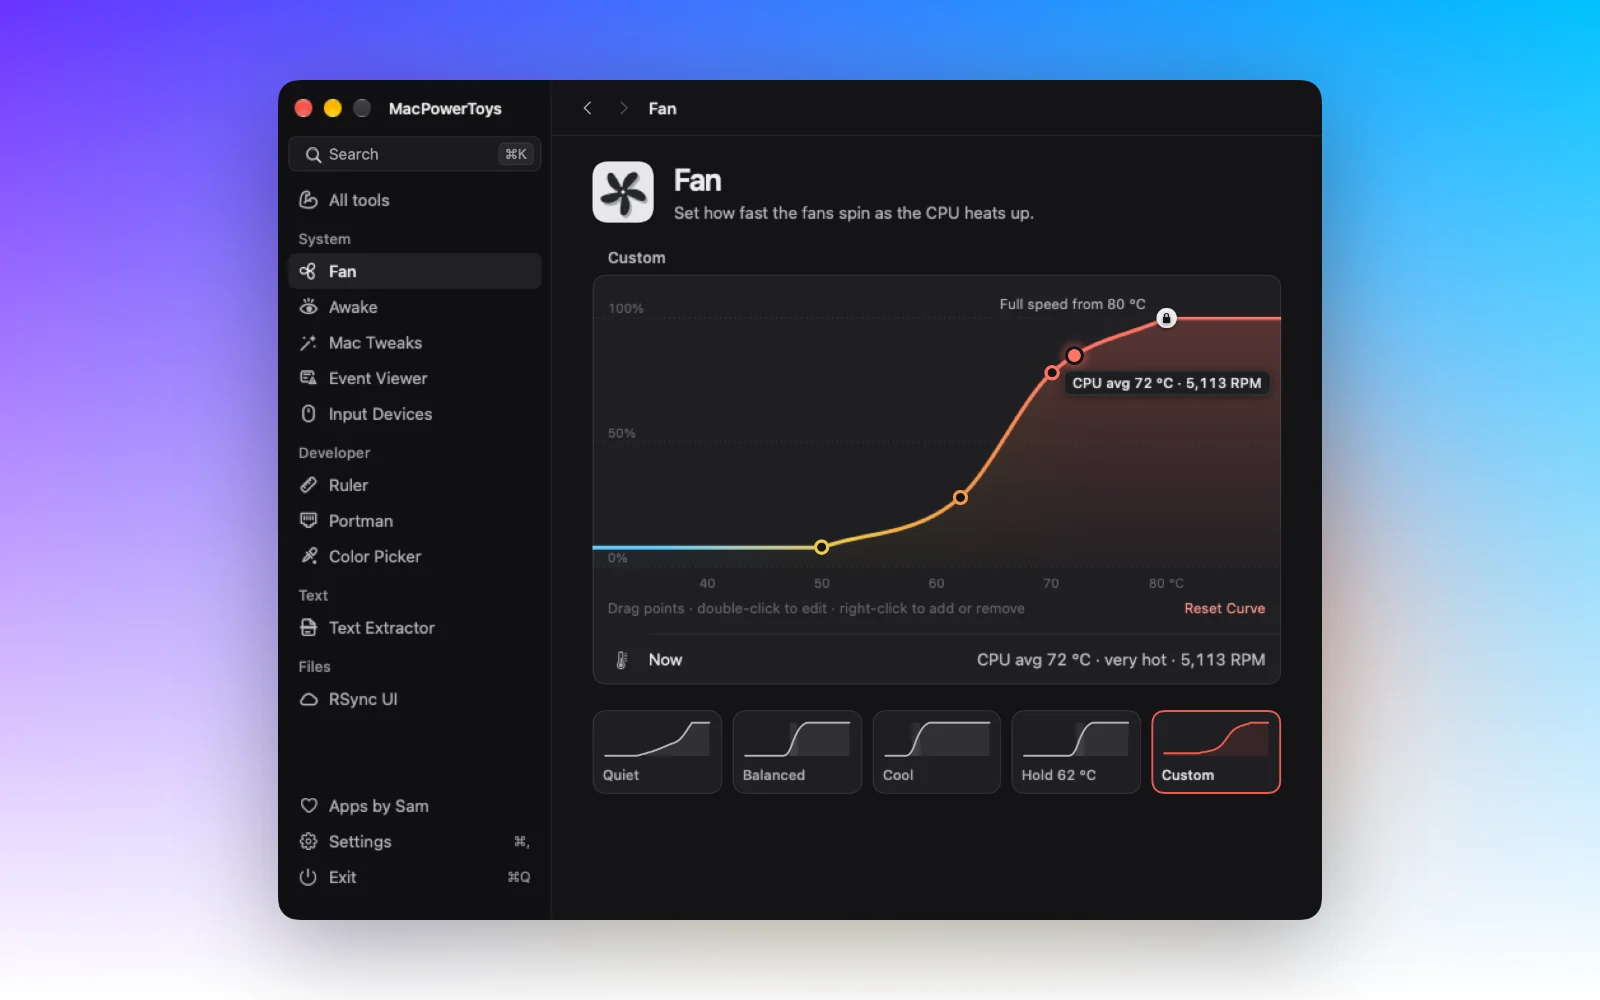 MacPowerToys
Search ⌘K
All tools
System
Fan
Awake
Mac Tweaks
Event Viewer
Input Devices
Developer
Ruler
Portman
Color Picker
Text
Text Extractor
Files
RSync UI
Apps by Sam
Settings ⌘,
Exit ⌘Q
Fan
Fan
Set how fast the fans spin as the CPU heats up.
Custom
100%
Full speed from 80 °C
CPU avg 72 °C · 5,113 RPM
50%
0%
40 50 60 70 80 °C
Drag points · double-click to edit · right-click to add or remove
Reset Curve
Now
CPU avg 72 °C · very hot · 5,113 RPM
Quiet
Balanced
Cool
Hold 62 °C
Custom